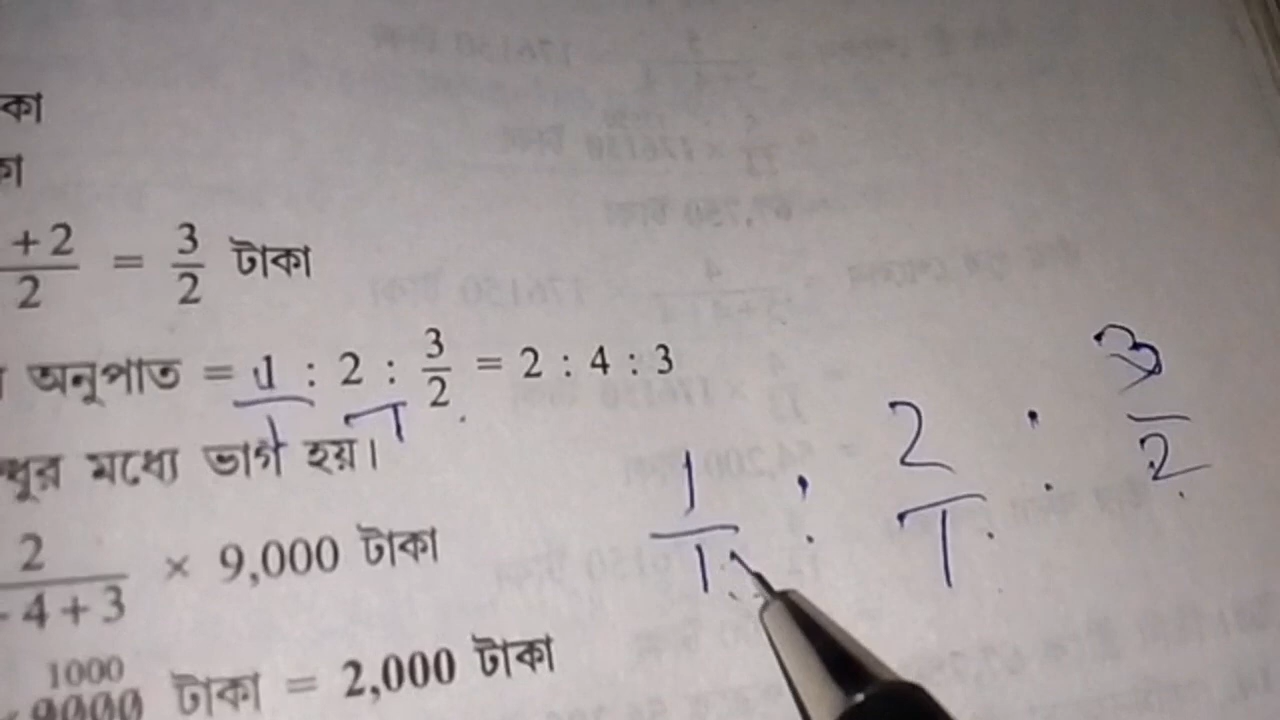 কা
কা
+2/2 = 3/2 টাকা
অনুপাত = 1 : 2 : 3/2 = 2 : 4 : 3
1/1 : 2/1 : 3/2
মধ্যে ভাগ হয়।
2/4+3 × 9,000 টাকা
1000
9000 টাকা = 2,000 টাকা